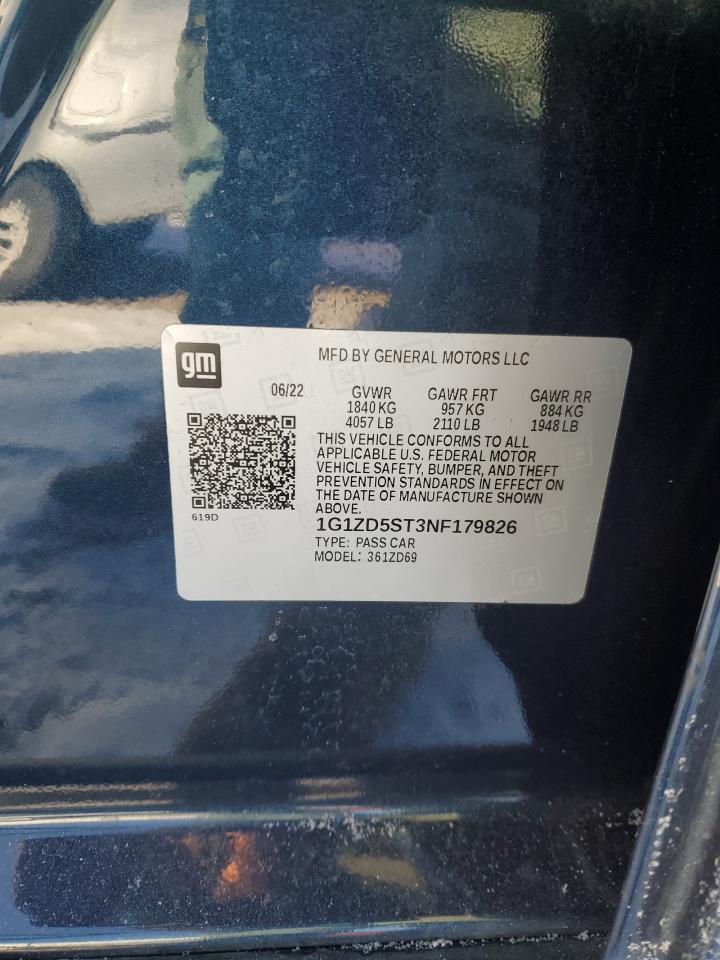 gm
MFD BY GENERAL MOTORS LLC
06/22
GVWR GAWR FRT GAWR RR
1840 KG 957 KG 884 KG
4057 LB 2110 LB 1948 LB
THIS VEHICLE CONFORMS TO ALL
APPLICABLE U.S. FEDERAL MOTOR
VEHICLE SAFETY, BUMPER, AND THEFT
PREVENTION STANDARDS IN EFFECT ON
THE DATE OF MANUFACTURE SHOWN
ABOVE.
619D
1G1ZD5ST3NF179826
TYPE: PASS CAR
MODEL: 361ZD69